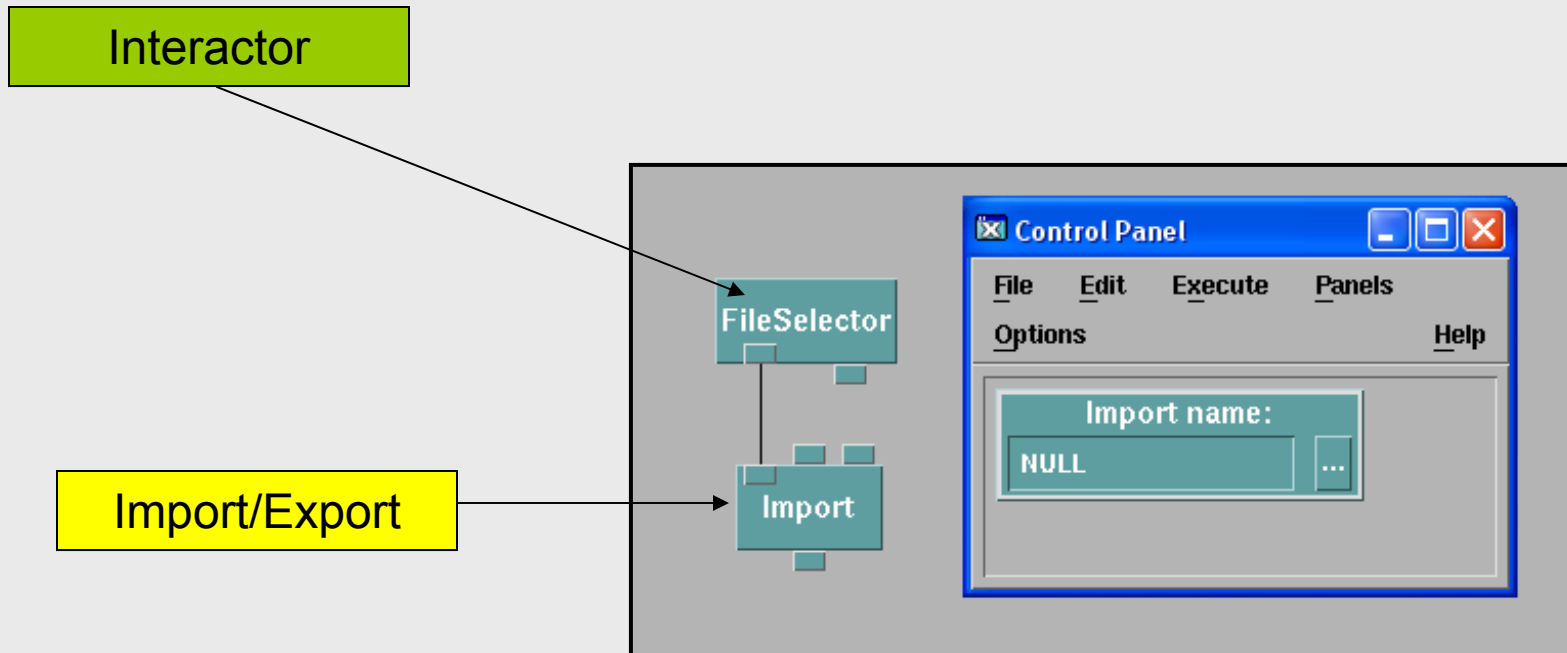 Interactor
Control Panel
File Edit Execute Panels
Options Help
FileSelector
Import name:
NULL
...
Import/Export
Import